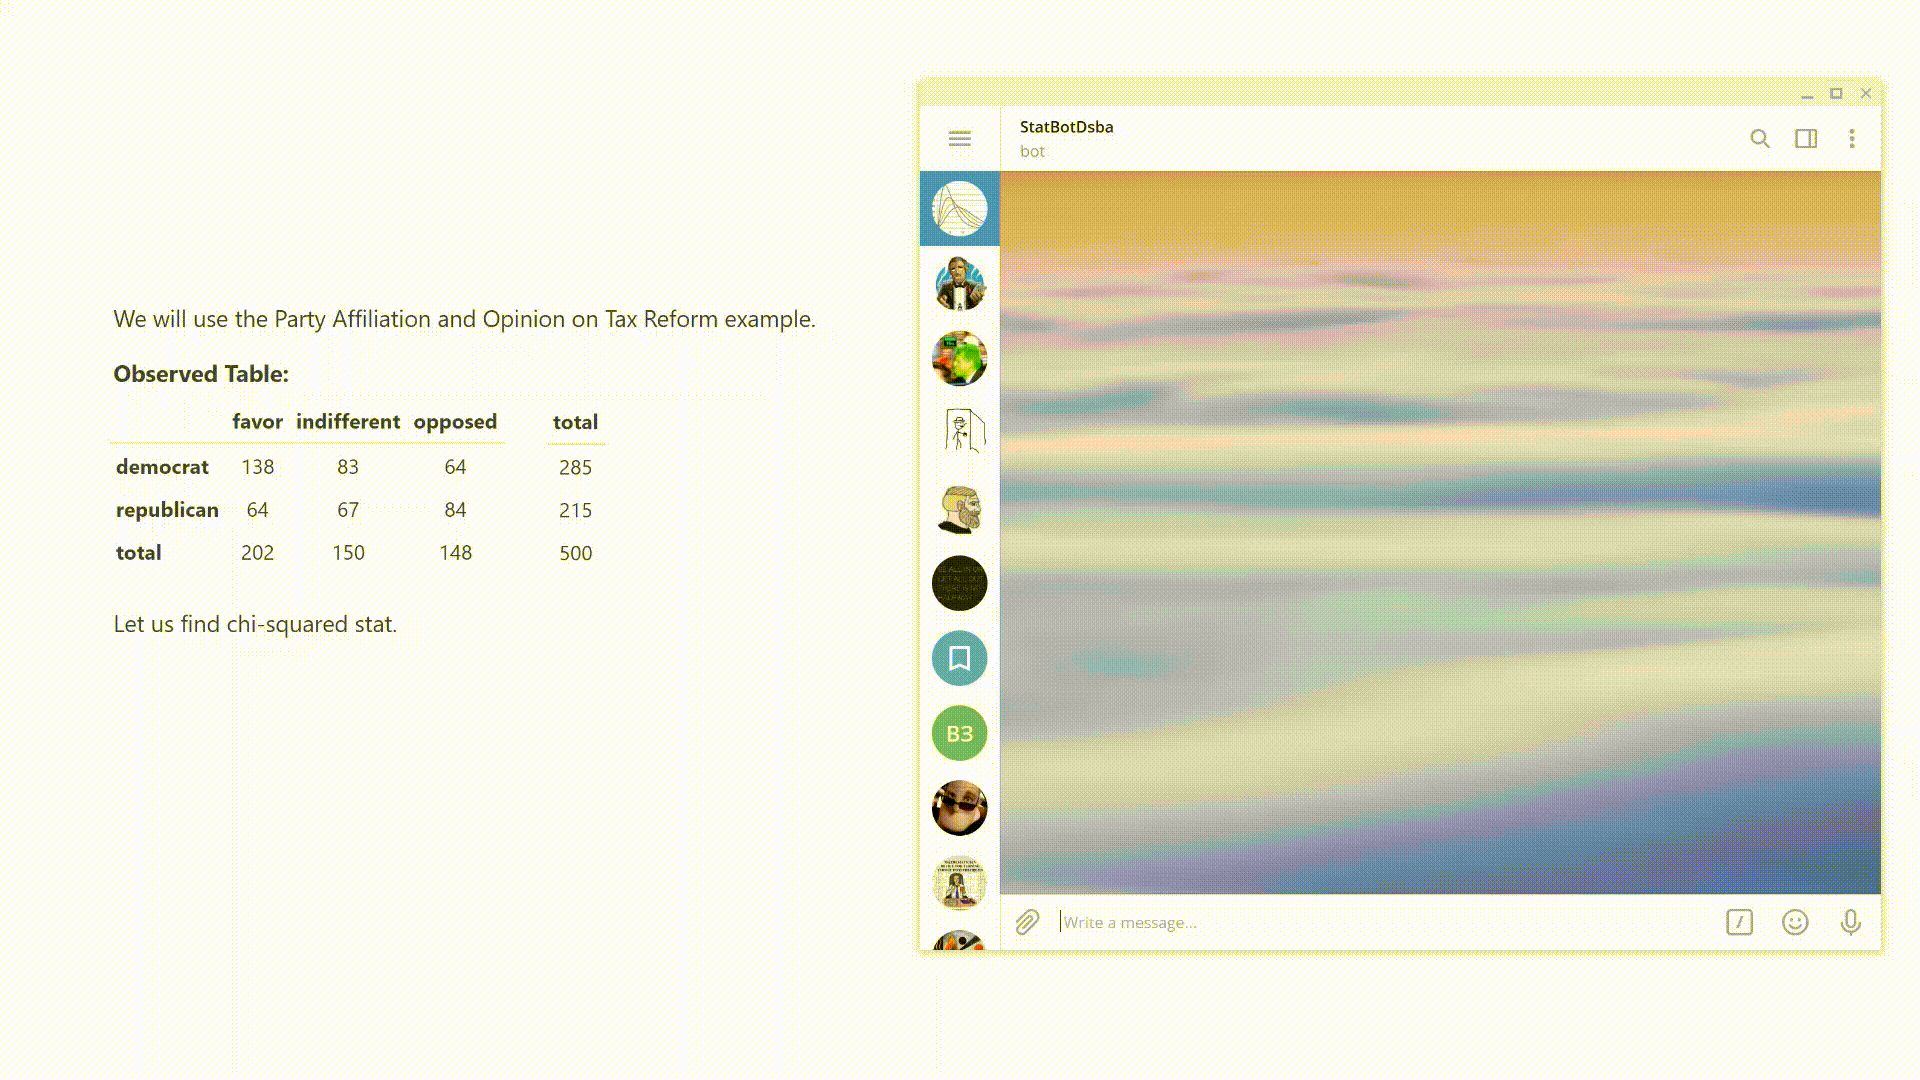 We will use the Party Affiliation and Opinion on Tax Reform example.
Observed Table:
favor indifferent opposed total
democrat 138 83 64 285
republican 64 67 84 215
total 202 150 148 500
Let us find chi-squared stat.
StatBotDsba
bot
B3
Write a message...